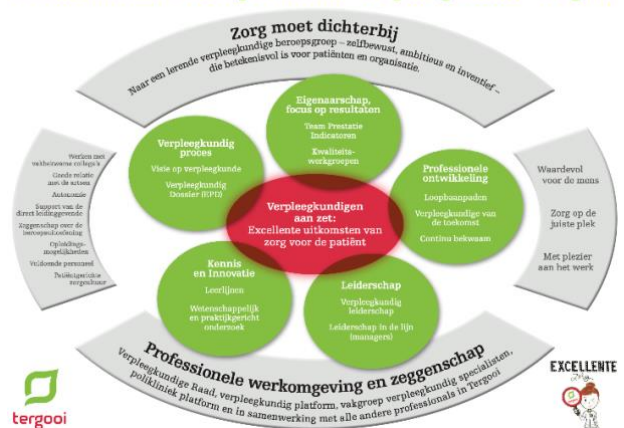 Zorg moet dichterbij
Naar een lerende verpleegkundige beroepsgroep – zelfbewust, ambitieus en inventief –
die betekenisvol is voor patiënten en organisatie.
Eigenaarschap,
focus op resultaten
Team Prestatie
Indicatoren
Kwaliteits-
werkgroepen
Verpleegkundig
proces
Visie op verpleegkunde
Verpleegkundig
Dossier (EPD)
Professionele
ontwikkeling
Loopbaanpaden
Verpleegkundige van
de toekomst
Continu bekwaam
Verpleegkundigen
aan zet:
Excellente uitkomsten van
zorg voor de patiënt
Kennis
en Innovatie
Leerlijnen
Wetenschappelijk
en praktijkgericht
onderzoek
Leiderschap
Verpleegkundig
leiderschap
Leiderschap in de lijn
(managers)
Werken met
vakbekwame collega's
Goede relatie
met de artsen
Autonomie
Support van de
direct leidinggevende
Zeggenschap over de
beroepsuitoefening
Opleidings-
mogelijkheden
Voldoende personeel
Patiëntgerichte
zorgcultuur
Waardevol
voor de mens
Zorg op de
juiste plek
Met plezier
aan het werk
Professionele werkomgeving en zeggenschap
Verpleegkundige Raad, verpleegkundig platform, vakgroep verpleegkundig specialisten,
polikliniek platform en in samenwerking met alle andere professionals in Tergooi
tergooi
EXCELLENTE
Zorg